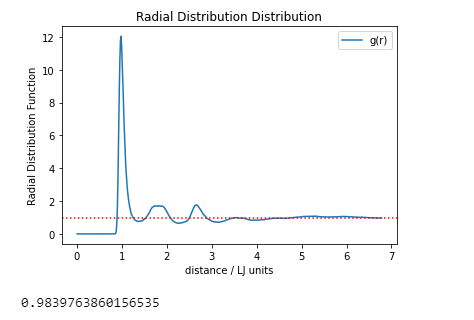 Radial Distribution Distribution
g(r)
12
10
8
6
4
2
0
Radial Distribution Function
0 1 2 3 4 5 6 7
distance / LJ units
0.9839763860156535